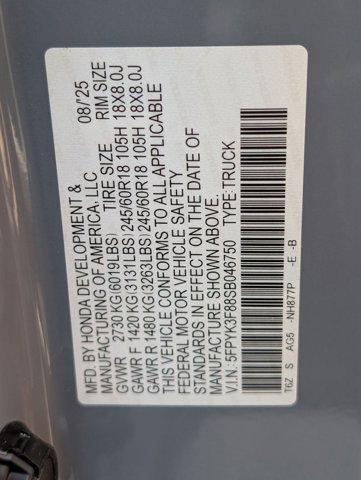 MFD. BY HONDA DEVELOPMENT & 08/'25
MANUFACTURING OF AMERICA. LLC
TIRE SIZE RIM SIZE
GVWR 2730 KG(6019LBS)
GAWR F 1420 KG(3131LBS) 245/60R18 105H 18X8.0J
GAWR R 1480 KG(3263LBS) 245/60R18 105H 18X8.0J
THIS VEHICLE CONFORMS TO ALL APPLICABLE
FEDERAL MOTOR VEHICLE SAFETY
STANDARDS IN EFFECT ON THE DATE OF
MANUFACTURE SHOWN ABOVE.
V.I.N.: 5FPYK3F88SB046750 TYPE:TRUCK
T6Z S AG5 -NH877P -E -B